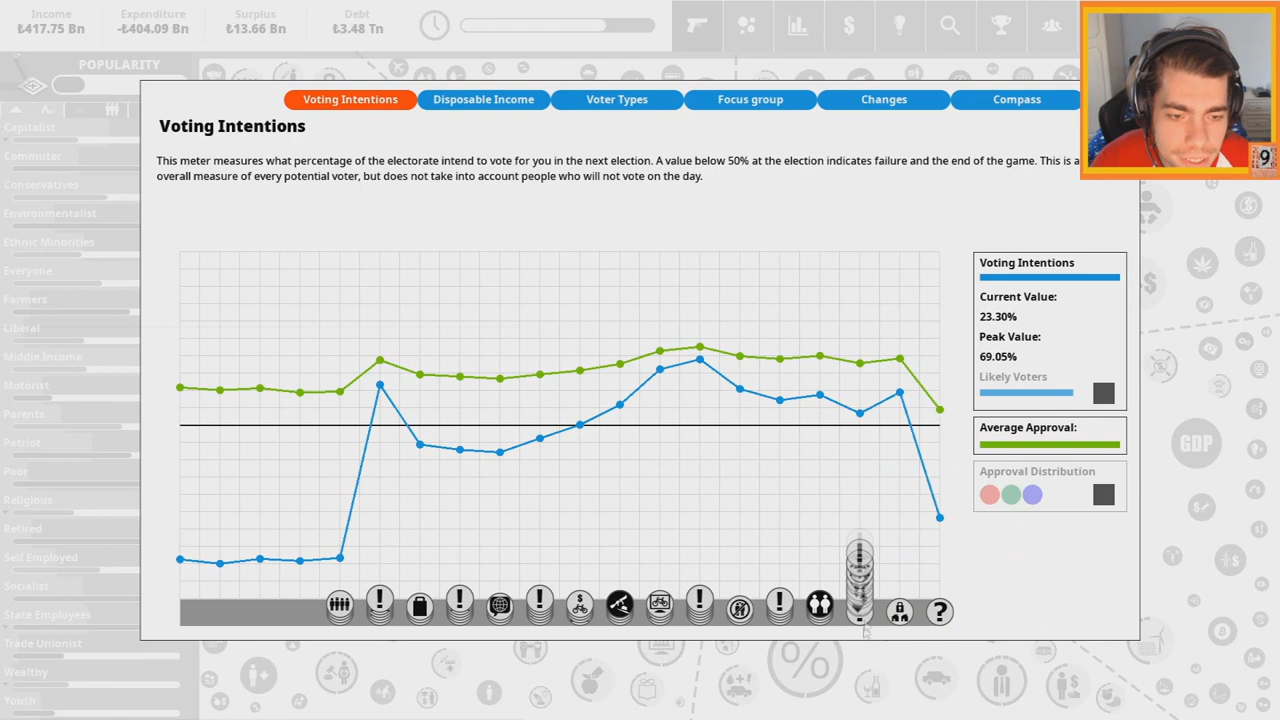 Income
Expenditure
Surplus
Debt
₺417.75 Bn
-₺404.09 Bn
₺13.66 Bn
₺3.48 Tn
POPULARITY
Voting Intentions
Disposable Income
Voter Types
Focus group
Changes
Compass
Voting Intentions
This meter measures what percentage of the electorate intend to vote for you in the next election. A value below 50% at the election indicates failure and the end of the game. This is a
overall measure of every potential voter, but does not take into account people who will not vote on the day.
Capitalist
Commuter
Conservatives
Environmentalist
Ethnic Minorities
Everyone
Farmers
Liberal
Middle Income
Motorist
Parents
Patriot
Poor
Religious
Retired
Self Employed
Socialist
State Employees
Trade Unionist
Wealthy
Youth
Voting Intentions
Current Value:
23.30%
Peak Value:
69.05%
Likely Voters
Average Approval:
Approval Distribution
GDP
9